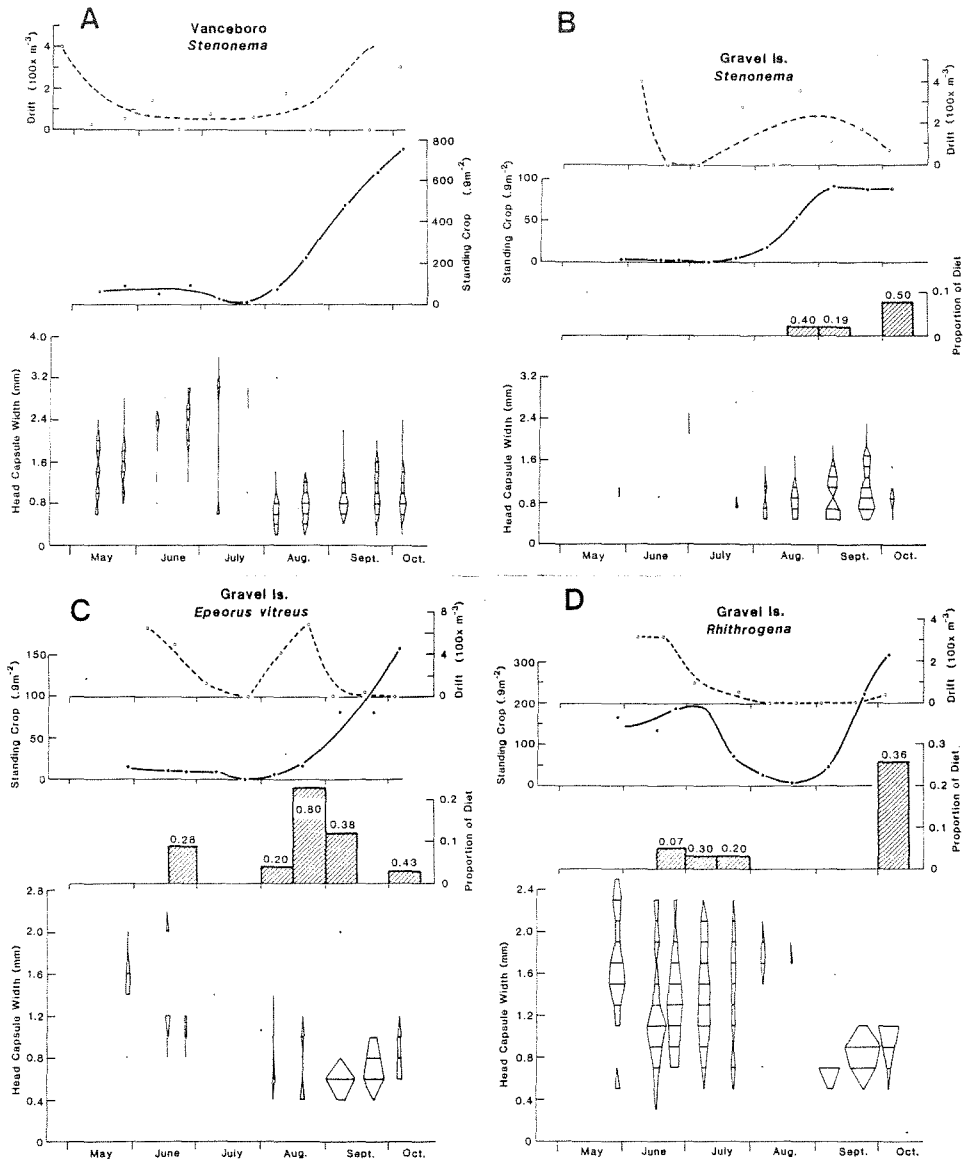 A
Vanceboro
Stenonema
Drift (100x m-3)
4
2
0
Standing Crop (.9m-2)
800
600
400
200
0
Head Capsule Width (mm)
4.0
3.2
2.4
1.6
0.8
0
May June July Aug. Sept. Oct.
B
Gravel Is.
Stenonema
Drift (100x m-3)
4
2
0
Standing Crop (.9m-2)
100
50
0
Proportion of Diet
0.1
0
0.40 0.19 0.50
Head Capsule Width (mm)
3.2
2.4
1.6
0.8
0
May June July Aug. Sept. Oct.
C
Gravel Is.
Epeorus vitreus
Drift (100x m-3)
8
6
4
2
0
Standing Crop (.9m-2)
150
100
50
0
Proportion of Diet
0.2
0.1
0
0.28 0.20 0.80 0.38 0.43
Head Capsule Width (mm)
2.8
2.4
2.0
1.6
1.2
0.8
0.4
0
May June July Aug. Sept. Oct.
D
Gravel Is.
Rhithrogena
Drift (100x m-3)
4
2
0
Standing Crop (.9m-2)
300
200
150
100
0
Proportion of Diet
0.3
0.2
0.1
0
0.07 0.30 0.20 0.36
Head Capsule Width (mm)
2.4
2.0
1.6
1.2
0.8
0.4
0
May June July Aug. Sept. Oct.